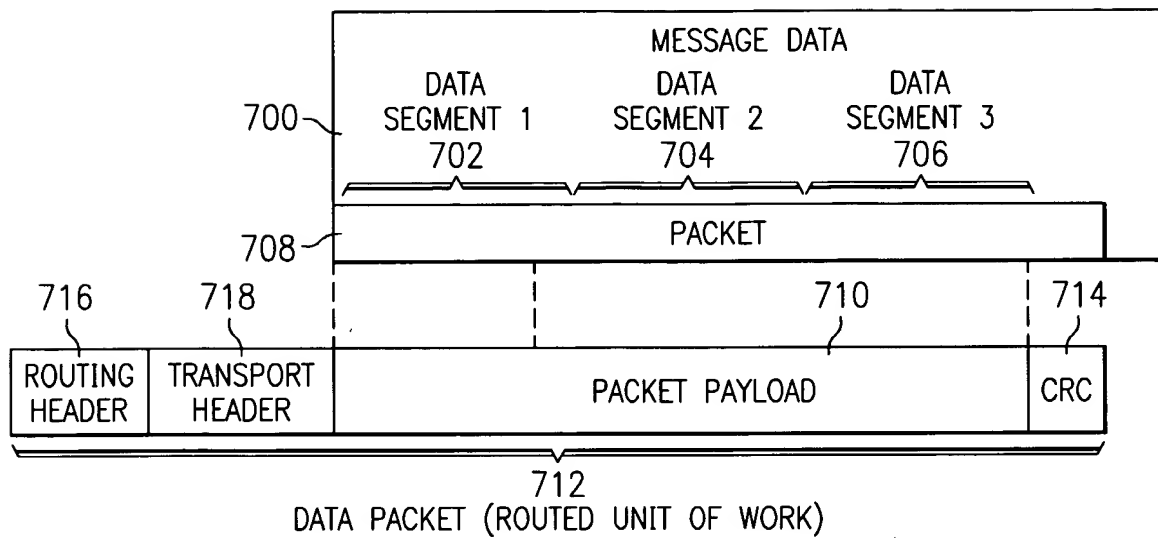 MESSAGE DATA
DATA SEGMENT 1
702
DATA SEGMENT 2
704
DATA SEGMENT 3
706
700
708
PACKET
716
718
710
714
ROUTING HEADER
TRANSPORT HEADER
PACKET PAYLOAD
CRC
712
DATA PACKET (ROUTED UNIT OF WORK)